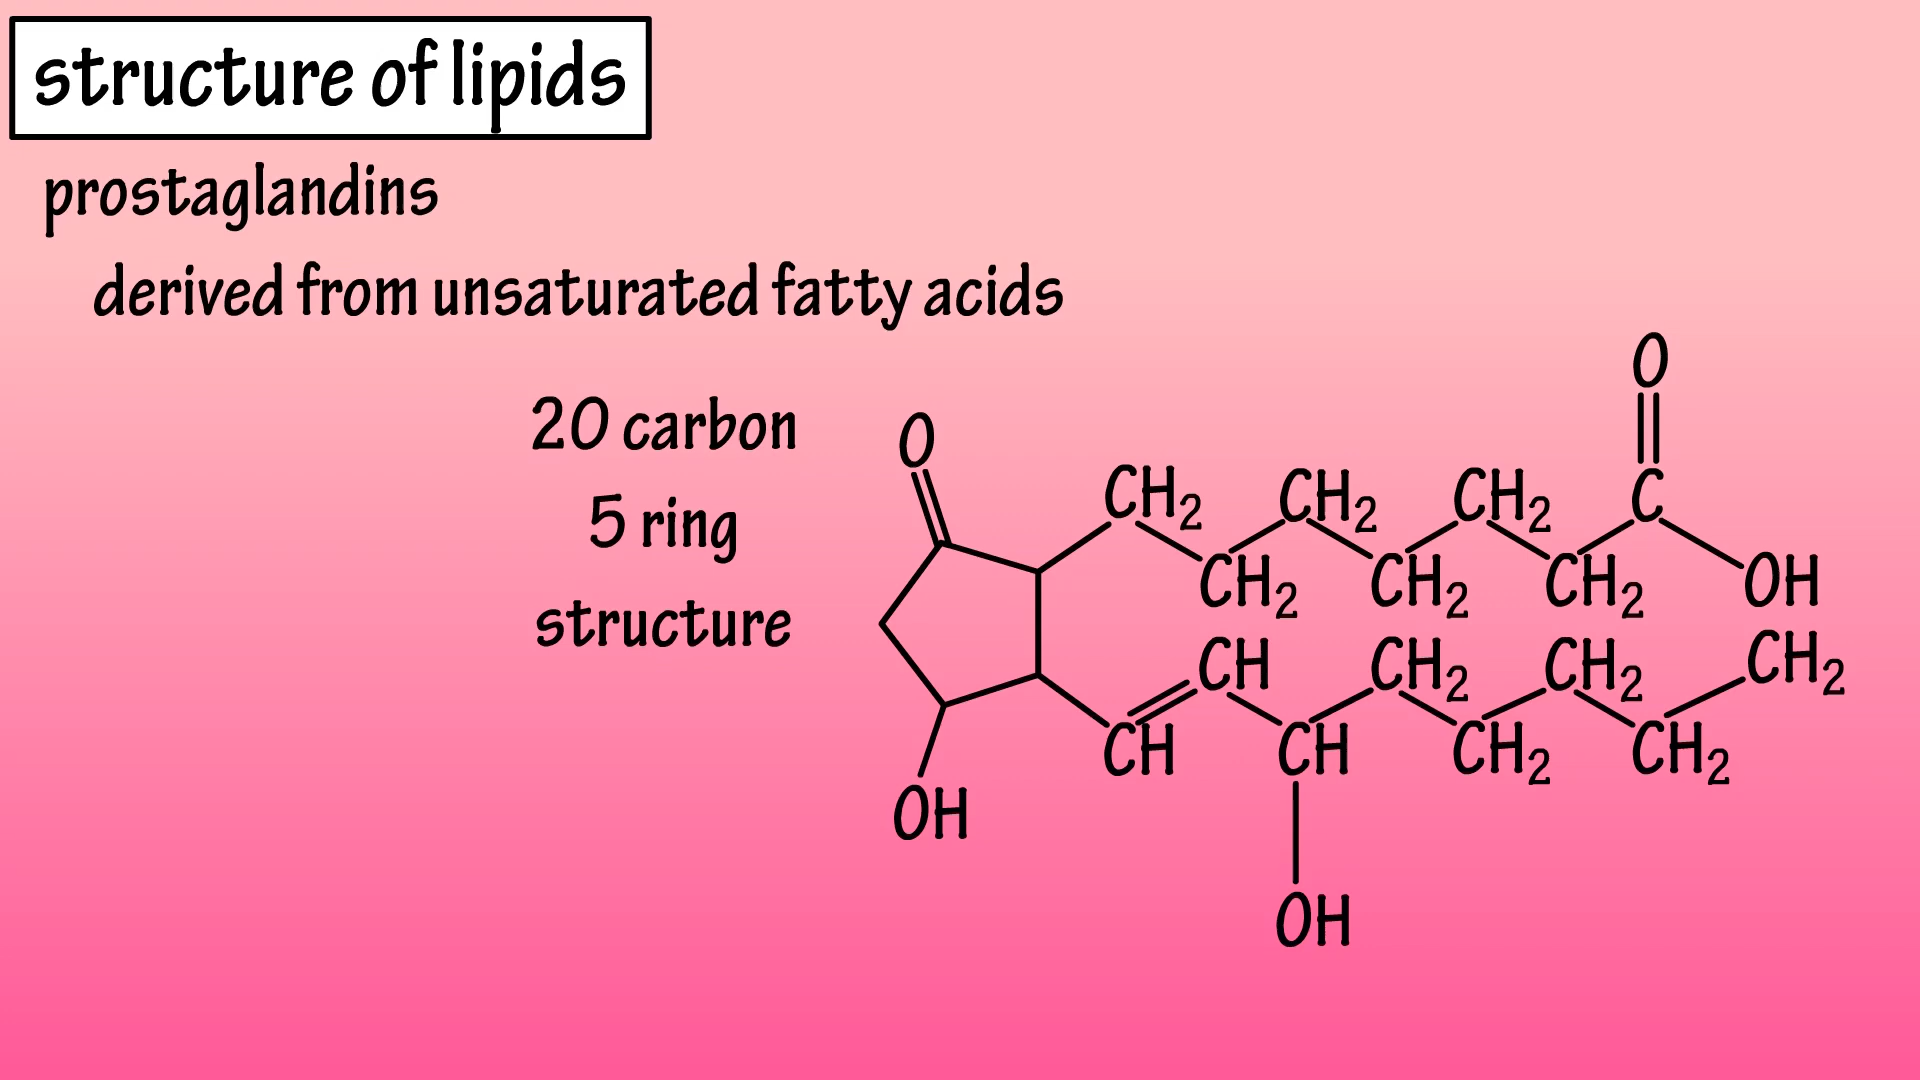 structure of lipids
prostaglandins
derived from unsaturated fatty acids
20 carbon
5 ring
structure
O
O
CH₂ CH₂ CH₂ C
CH₂ CH₂ CH₂ OH
CH CH₂ CH₂ CH₂
CH CH CH₂ CH₂
OH
OH